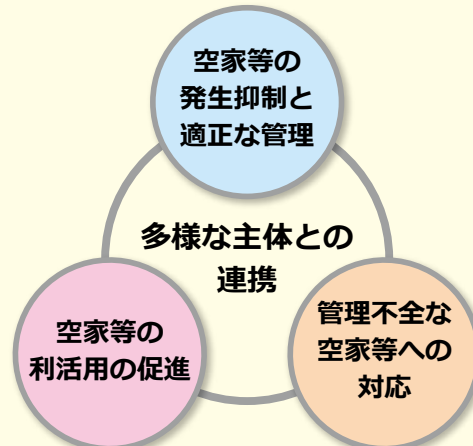 空家等の
発生抑制と
適正な管理
多様な主体との
連携
空家等の
利活用の促進
管理不全な
空家等への
対応